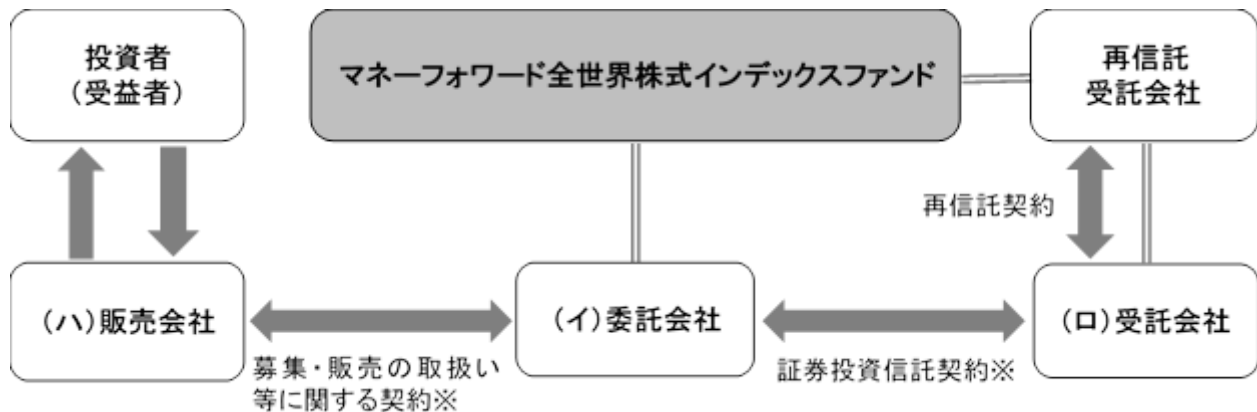 投資者
（受益者）
マネーフォワード全世界株式インデックスファンド
再信託
受託会社
再信託契約
（ハ）販売会社
（イ）委託会社
（ロ）受託会社
募集・販売の取扱い
等に関する契約※
証券投資信託契約※